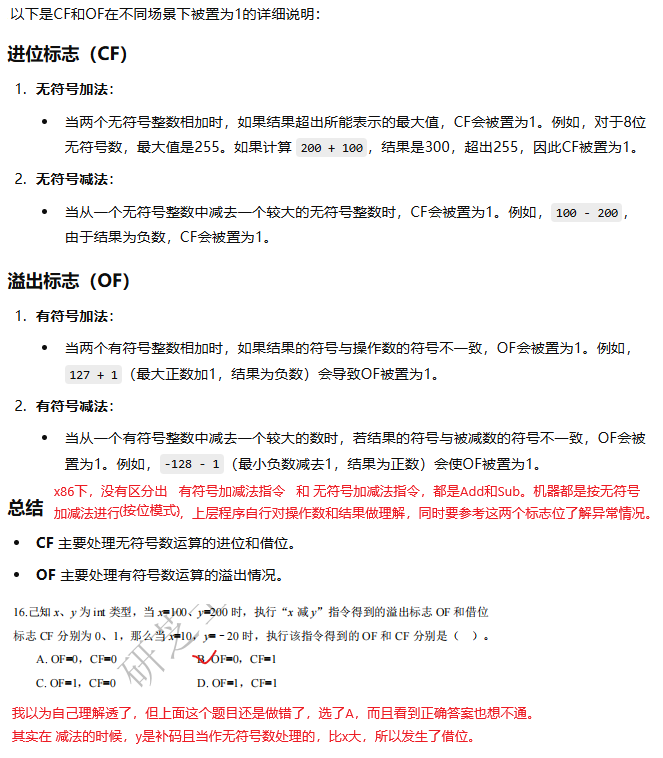 以下是CF和OF在不同场景下被置为1的详细说明：
进位标志（CF）
1. 无符号加法：
• 当两个无符号整数相加时，如果结果超出所能表示的最大值，CF会被置为1。例如，对于8位
无符号数，最大值是255。如果计算 200 + 100，结果是300，超出255，因此CF被置为1。
2. 无符号减法：
• 当从一个无符号整数中减去一个较大的无符号整数时，CF会被置为1。例如，100 - 200，
由于结果为负数，CF会被置为1。
溢出标志（OF）
1. 有符号加法：
• 当两个有符号整数相加时，如果结果的符号与操作数的符号不一致，OF会被置为1。例如，
127 + 1（最大正数加1，结果为负数）会导致OF被置为1。
2. 有符号减法：
• 当从一个有符号整数中减去一个较大的数时，若结果的符号与被减数的符号不一致，OF会被
置为1。例如，-128 - 1（最小负数减去1，结果为正数）会使OF被置为1。
x86下，没有区分出 有符号加减法指令 和 无符号加减法指令，都是Add和Sub。机器都是按无符号
总结 加减法进行(按位模式)，上层程序自行对操作数和结果做理解，同时要参考这两个标志位了解异常情况。
• CF 主要处理无符号数运算的进位和借位。
• OF 主要处理有符号数运算的溢出情况。
16.已知 x、y 为 int 类型，当 x=100、y=200 时，执行“x 减 y”指令得到的溢出标志 OF 和借位
标志 CF 分别为 0、1，那么当 x=10，y=－20 时，执行该指令得到的 OF 和 CF 分别是（ ）。
A. OF=0，CF=0 B. OF=0，CF=1
C. OF=1，CF=0 D. OF=1，CF=1
我以为自己理解透了，但上面这个题目还是做错了，选了A，而且看到正确答案也想不通。
其实在 减法的时候，y是补码且当作无符号数处理的，比x大，所以发生了借位。